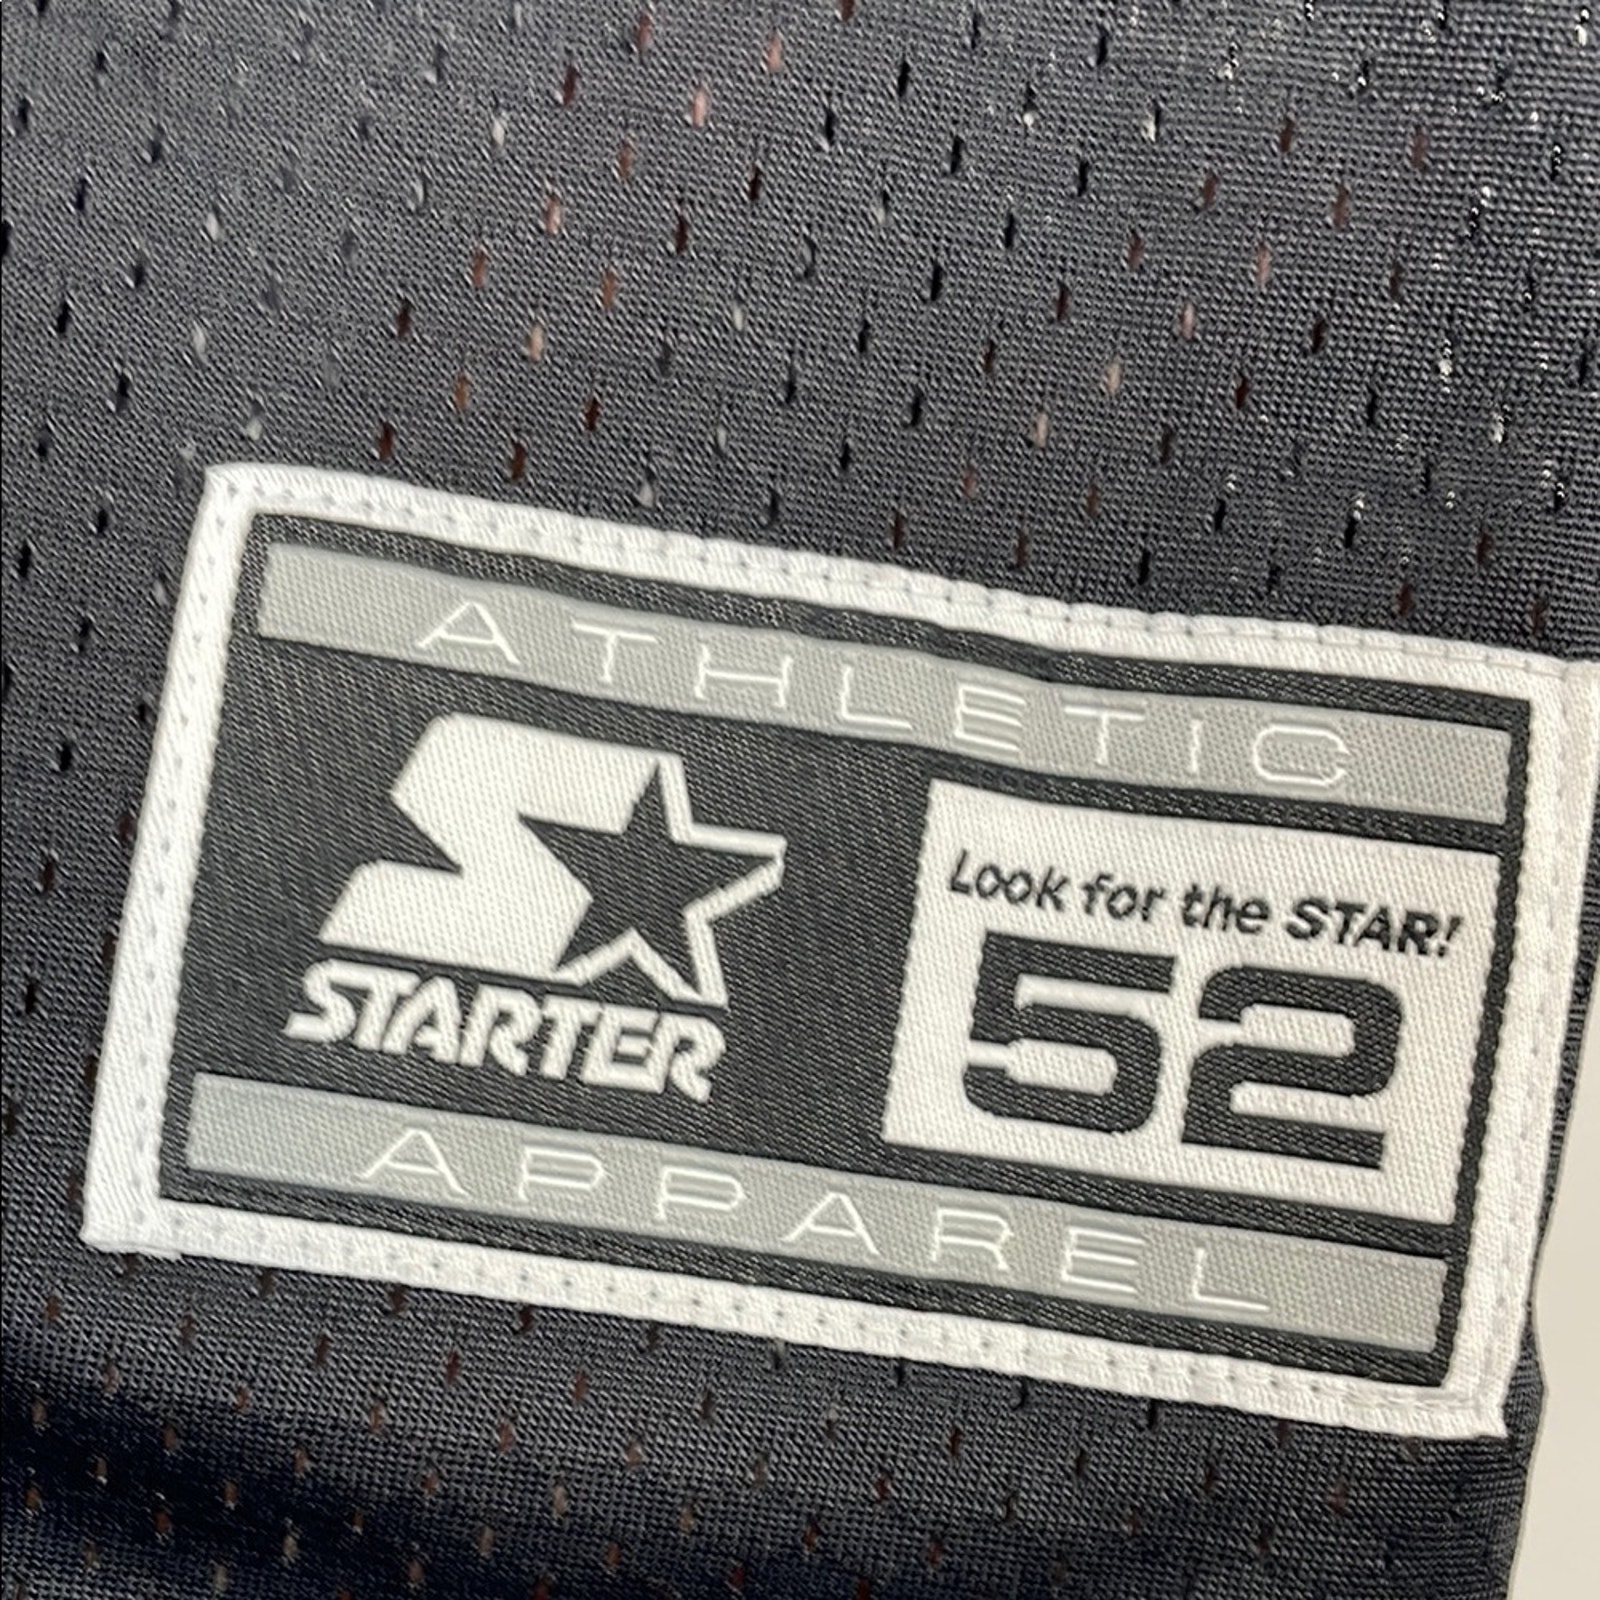 ATHLETIC
STARTER
Look for the STAR!
52
APPAREL